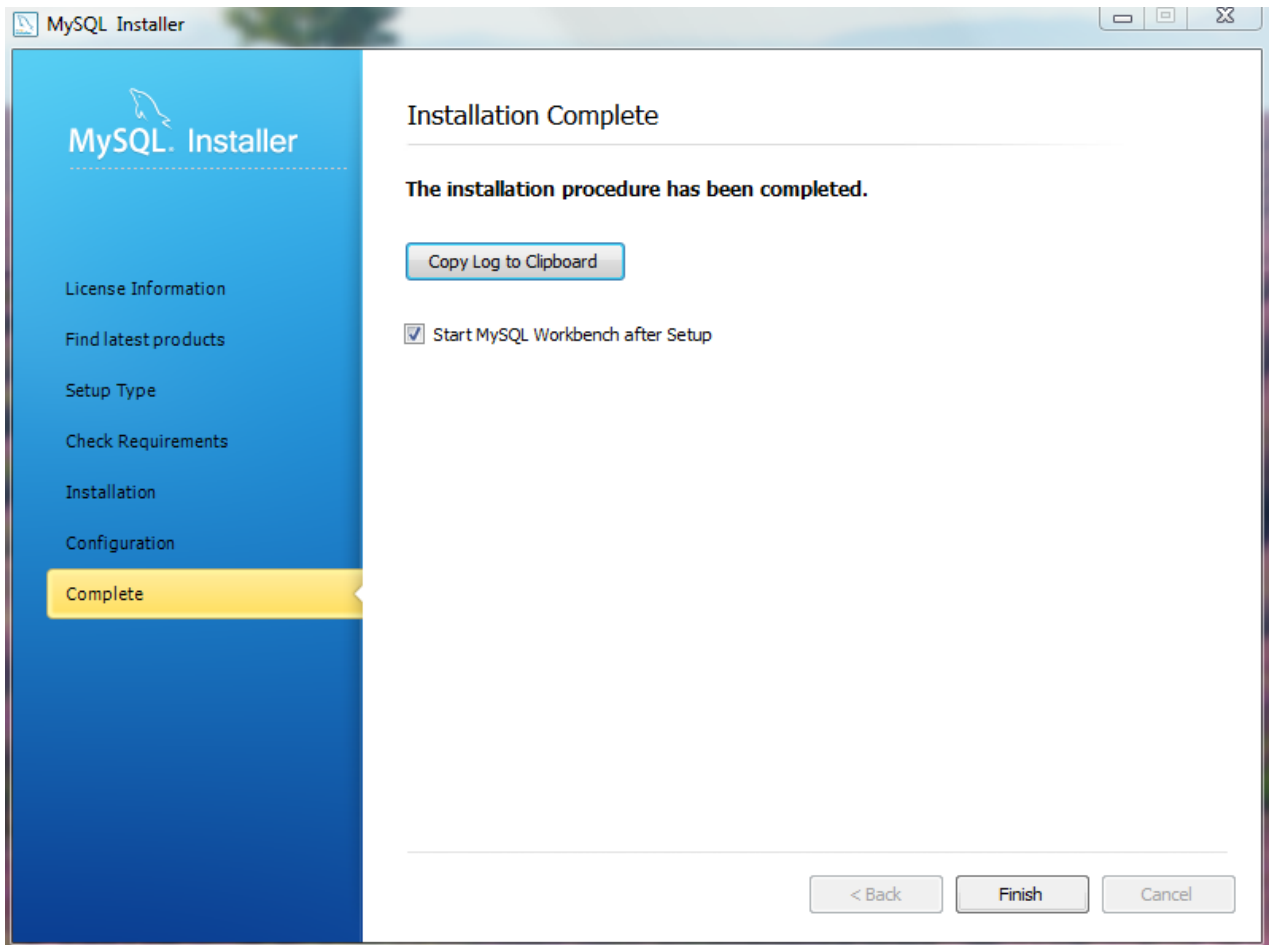 MySQL Installer
MySQL. Installer
License Information
Find latest products
Setup Type
Check Requirements
Installation
Configuration
Complete
Installation Complete
The installation procedure has been completed.
Copy Log to Clipboard
Start MySQL Workbench after Setup
< Back Finish Cancel